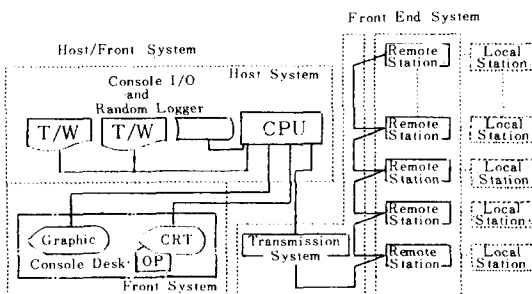 Front End System
Host/Front System
Host System
Console I/O
and
Random Logger
T/W
T/W
CPU
Graphic
CRT
Console Desk
OP
Front System
Transmission
System
Remote
Station
Local
Station
Remote
Station
Local
Station
Remote
Station
Local
Station
Remote
Station
Local
Station
Remote
Station
Local
Station